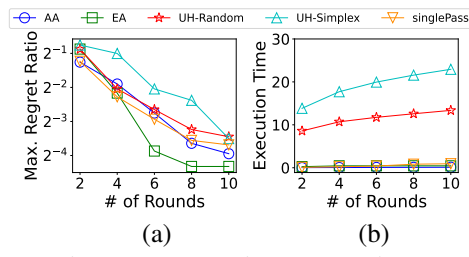 AA EA UH-Random UH-Simplex singlePass
Max. Regret Ratio
2⁻¹
2⁻²
2⁻³
2⁻⁴
2 4 6 8 10
# of Rounds
(a)
Execution Time
30
20
10
0
2 4 6 8 10
# of Rounds
(b)